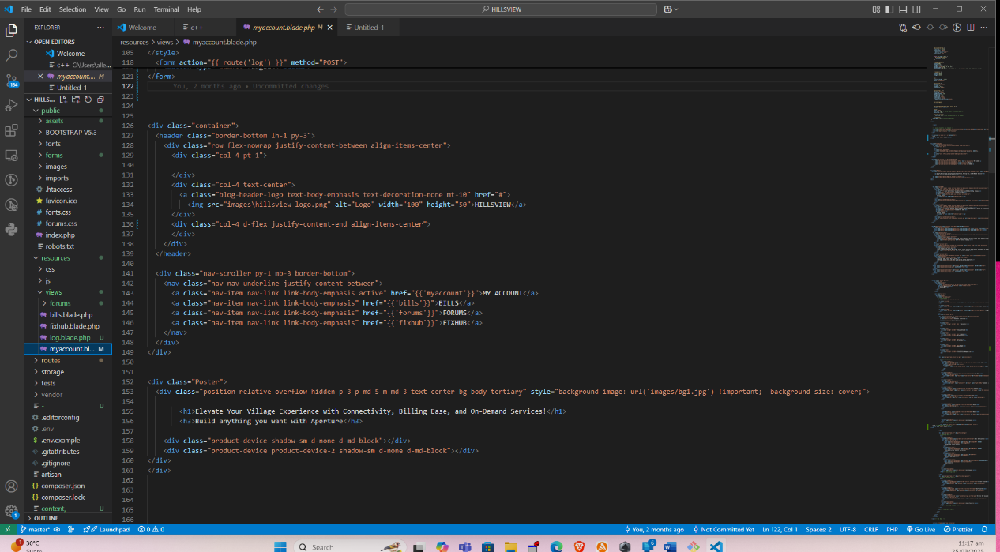 File Edit Selection View Go Run Terminal Help
HILLSVIEW
EXPLORER
OPEN EDITORS
Welcome
c++ C:\Users\alle...
myaccount.... M
Untitled-1
HILLS...
public
assets
BOOTSTRAP V5.3
fonts
forms
images
imports
.htaccess
favicon.ico
fonts.css
forums.css
index.php
robots.txt
resources
css
js
views
forums
bills.blade.php
fixhub.blade.php
log.blade.php U
myaccount.bl... M
routes
storage
tests
vendor
- U
.editorconfig
.env
.env.example
.gitattributes
.gitignore
artisan
composer.json
composer.lock
content, U
OUTLINE
164
1
Welcome
c++
myaccount.blade.php M
Untitled-1
resources > views > myaccount.blade.php
105 </style>
118 <form action="{{ route('log') }}" method="POST">
121 </form>
122 You, 2 months ago • Uncommitted changes
123
124
125
126 <div class="container">
127 <header class="border-bottom lh-1 py-3">
128 <div class="row flex-nowrap justify-content-between align-items-center">
129 <div class="col-4 pt-1">
130
131 </div>
132 <div class="col-4 text-center">
133 <a class="blog-header-logo text-body-emphasis text-decoration-none mt-10" href="#">
134 <img src="images\hillsview_logo.png" alt="Logo" width="100" height="50">HILLSVIEW</a>
135 </div>
136 <div class="col-4 d-flex justify-content-end align-items-center">
137 </div>
138 </div>
139 </header>
140
141 <div class="nav-scroller py-1 mb-3 border-bottom">
142 <nav class="nav nav-underline justify-content-between">
143 <a class="nav-item nav-link link-body-emphasis active" href="{{'myaccount'}}">MY ACCOUNT</a>
144 <a class="nav-item nav-link link-body-emphasis" href="{{'bills'}}">BILLS</a>
145 <a class="nav-item nav-link link-body-emphasis" href="{{'forums'}}">FORUMS</a>
146 <a class="nav-item nav-link link-body-emphasis" href="{{'fixhub'}}">FIXHUB</a>
147 </nav>
148 </div>
149 </div>
150
151
152 <div class="Poster">
153 <div class="position-relative overflow-hidden p-3 p-md-5 m-md-3 text-center bg-body-tertiary" style="background-image: url('images/bg1.jpg') !important; background-size: cover;">
154
155 <h1>Elevate Your Village Experience with Connectivity, Billing Ease, and On-Demand Services!</h1>
156 <h3>Build anything you want with Aperture</h3>
157
158 <div class="product-device shadow-sm d-none d-md-block"></div>
159 <div class="product-device product-device-2 shadow-sm d-none d-md-block"></div>
160 </div>
161 </div>
162
163
164
165
166
master* Launchpad 0 0 You, 2 months ago Not Committed Yet Ln 122, Col 1 Spaces: 2 UTF-8 CRLF PHP Go Live Prettier
1 30°C
Search
6
11:17 am